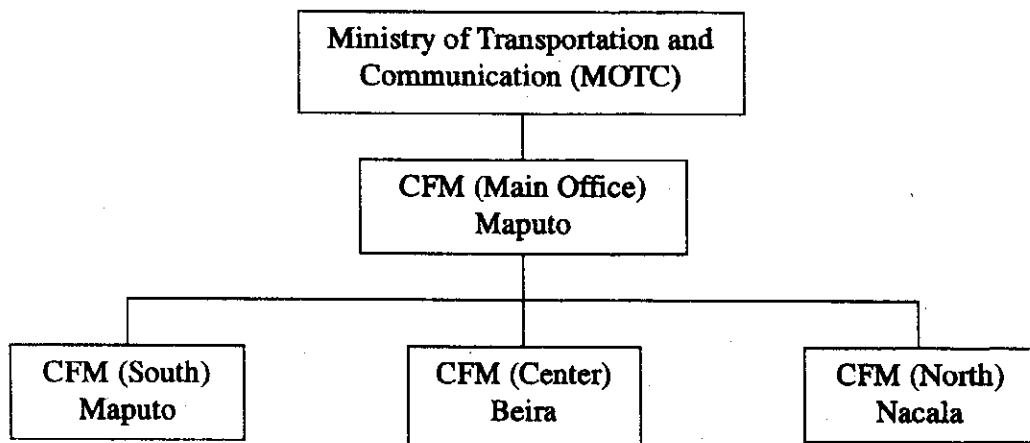 Ministry of Transportation and
Communication (MOTC)
CFM (Main Office)
Maputo
CFM (South)
Maputo
CFM (Center)
Beira
CFM (North)
Nacala